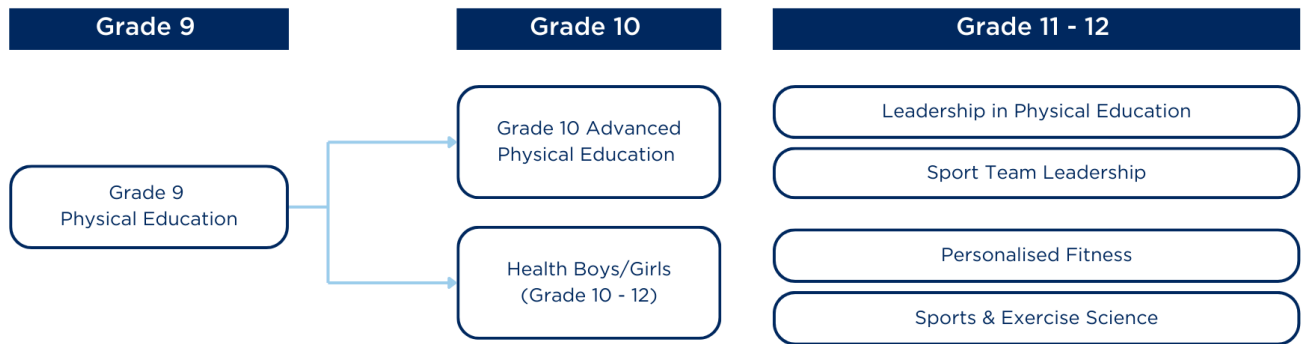 Grade 9
Grade 10
Grade 11 - 12
Grade 9
Physical Education
Grade 10 Advanced
Physical Education
Health Boys/Girls
(Grade 10 - 12)
Leadership in Physical Education
Sport Team Leadership
Personalised Fitness
Sports & Exercise Science